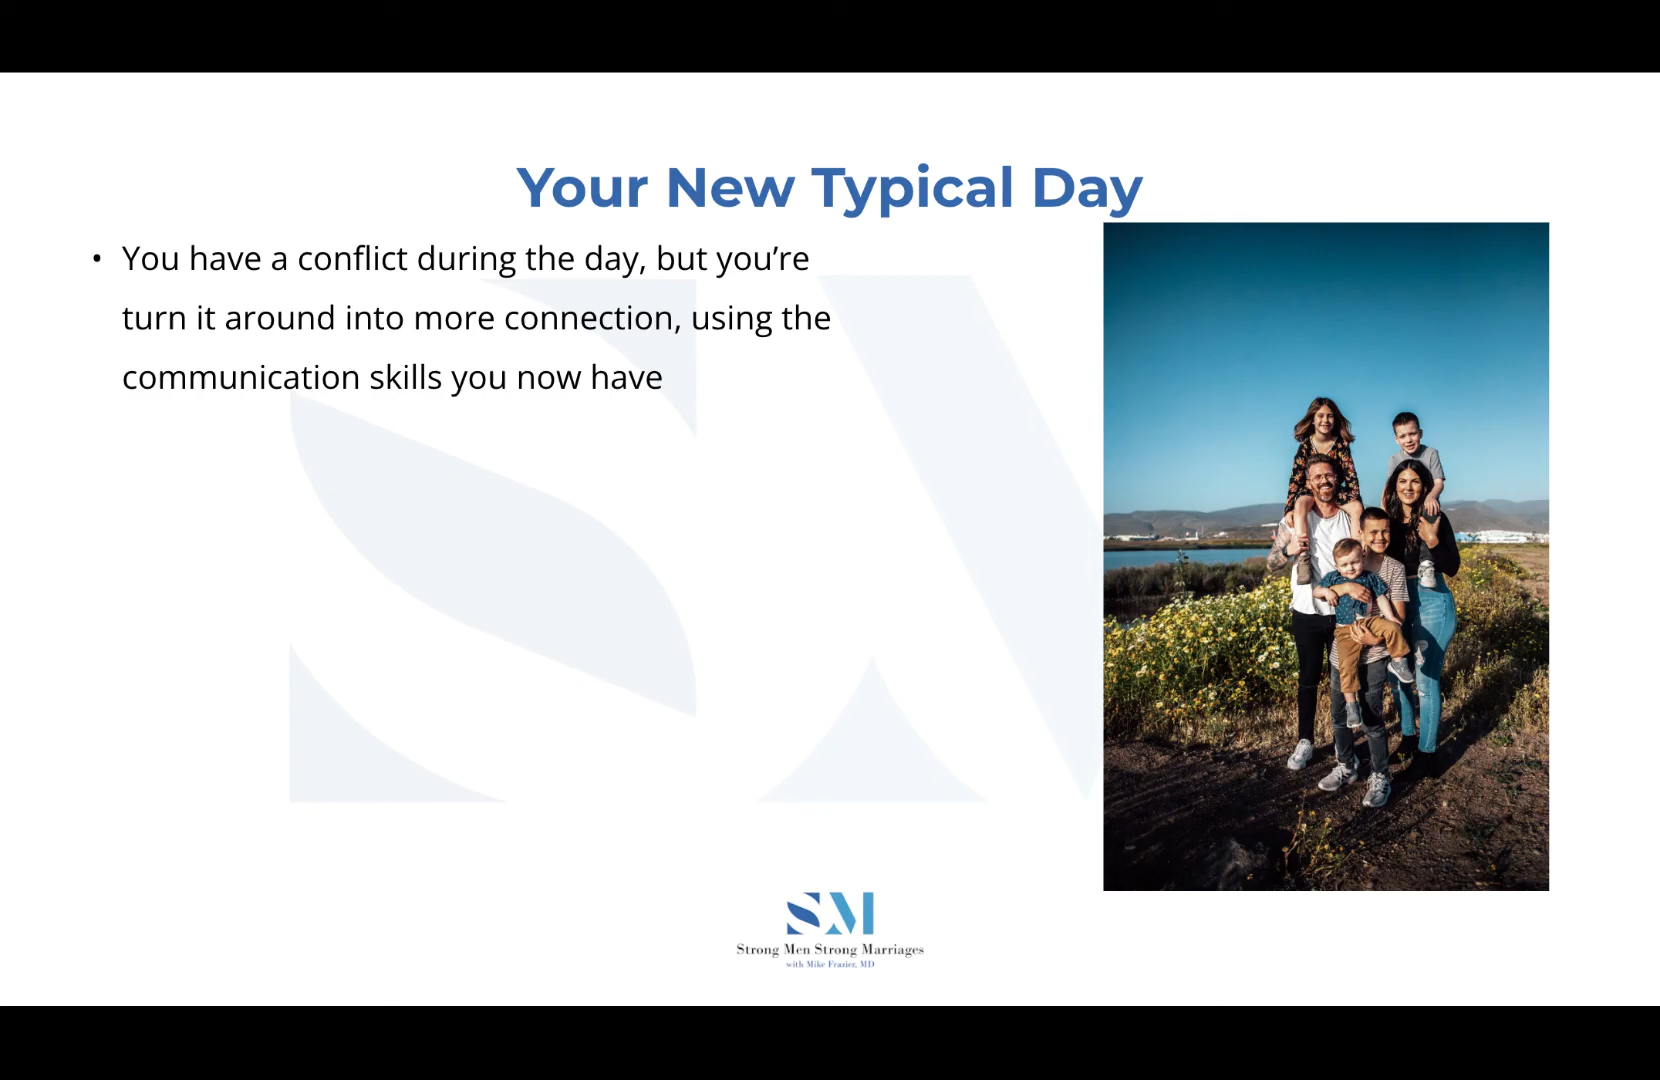 Your New Typical Day
• You have a conflict during the day, but you’re
turn it around into more connection, using the
communication skills you now have
SM
Strong Men Strong Marriages
with Mike Frazier, MD